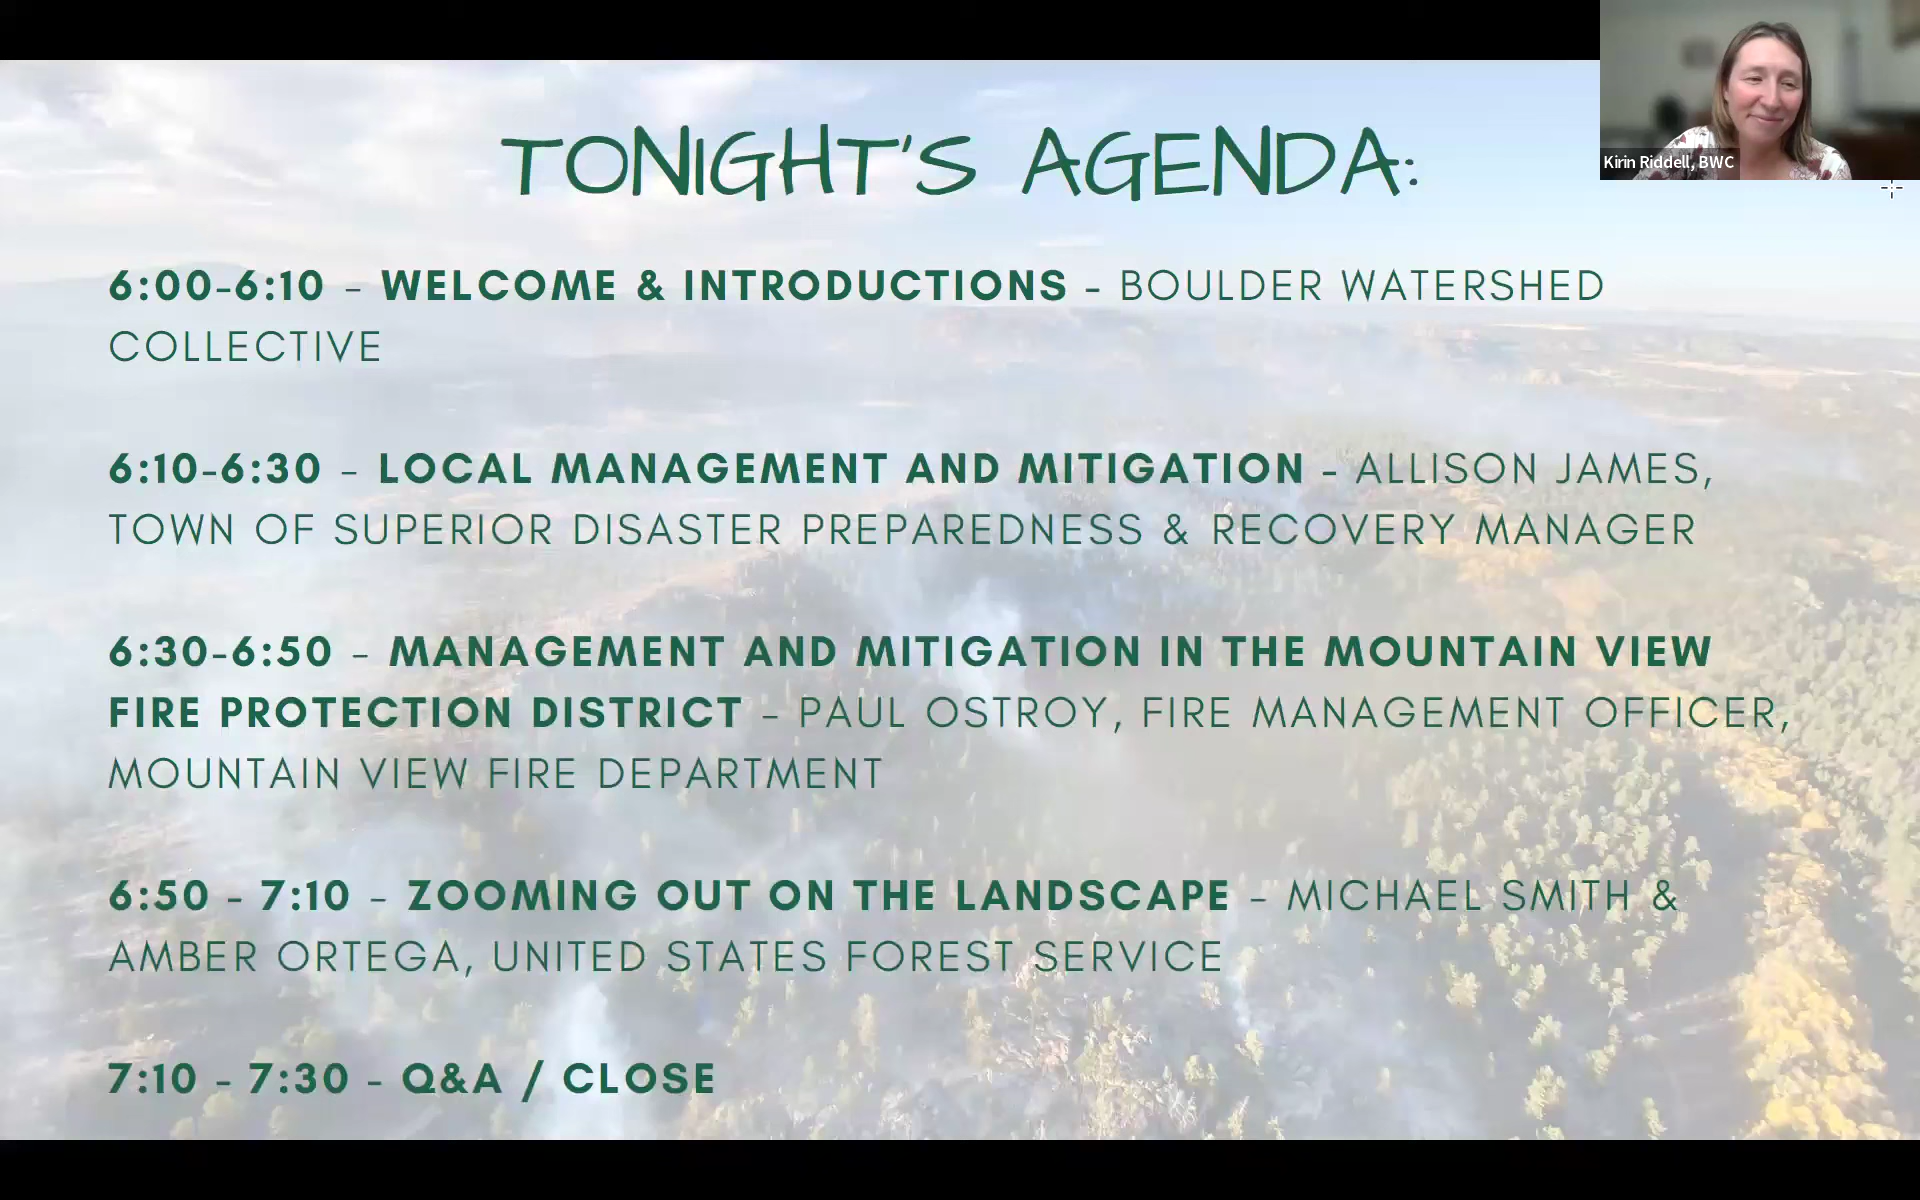 TONIGHT'S AGENDA:
Kirin Riddell, BWC
6:00-6:10 - WELCOME & INTRODUCTIONS - BOULDER WATERSHED
COLLECTIVE
6:10-6:30 - LOCAL MANAGEMENT AND MITIGATION - ALLISON JAMES,
TOWN OF SUPERIOR DISASTER PREPAREDNESS & RECOVERY MANAGER
6:30-6:50 - MANAGEMENT AND MITIGATION IN THE MOUNTAIN VIEW
FIRE PROTECTION DISTRICT - PAUL OSTROY, FIRE MANAGEMENT OFFICER,
MOUNTAIN VIEW FIRE DEPARTMENT
6:50 - 7:10 - ZOOMING OUT ON THE LANDSCAPE - MICHAEL SMITH &
AMBER ORTEGA, UNITED STATES FOREST SERVICE
7:10 - 7:30 - Q&A / CLOSE